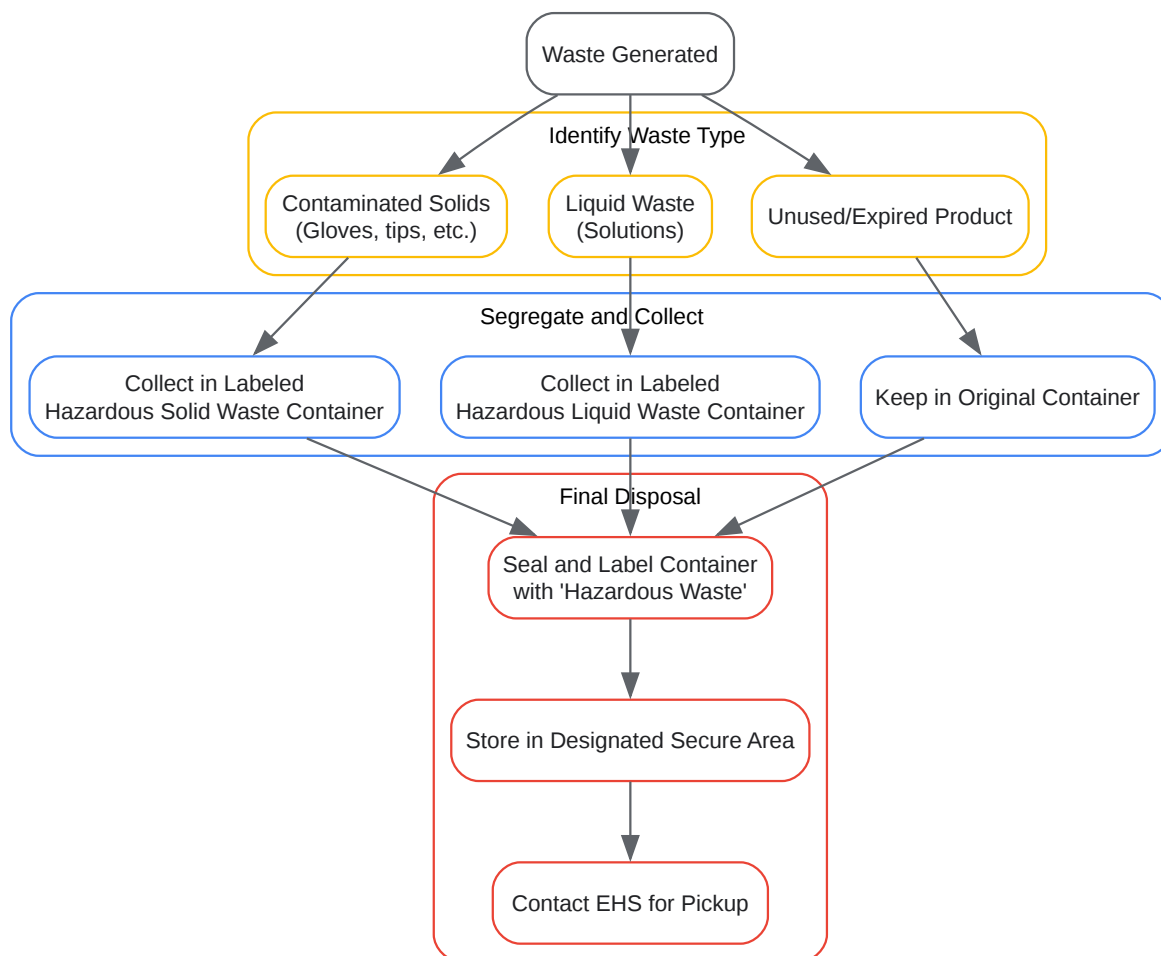 Waste Generated
Identify Waste Type
Contaminated Solids
(Gloves, tips, etc.)
Liquid Waste
(Solutions)
Unused/Expired Product
Segregate and Collect
Collect in Labeled
Hazardous Solid Waste Container
Collect in Labeled
Hazardous Liquid Waste Container
Keep in Original Container
Final Disposal
Seal and Label Container
with 'Hazardous Waste'
Store in Designated Secure Area
Contact EHS for Pickup